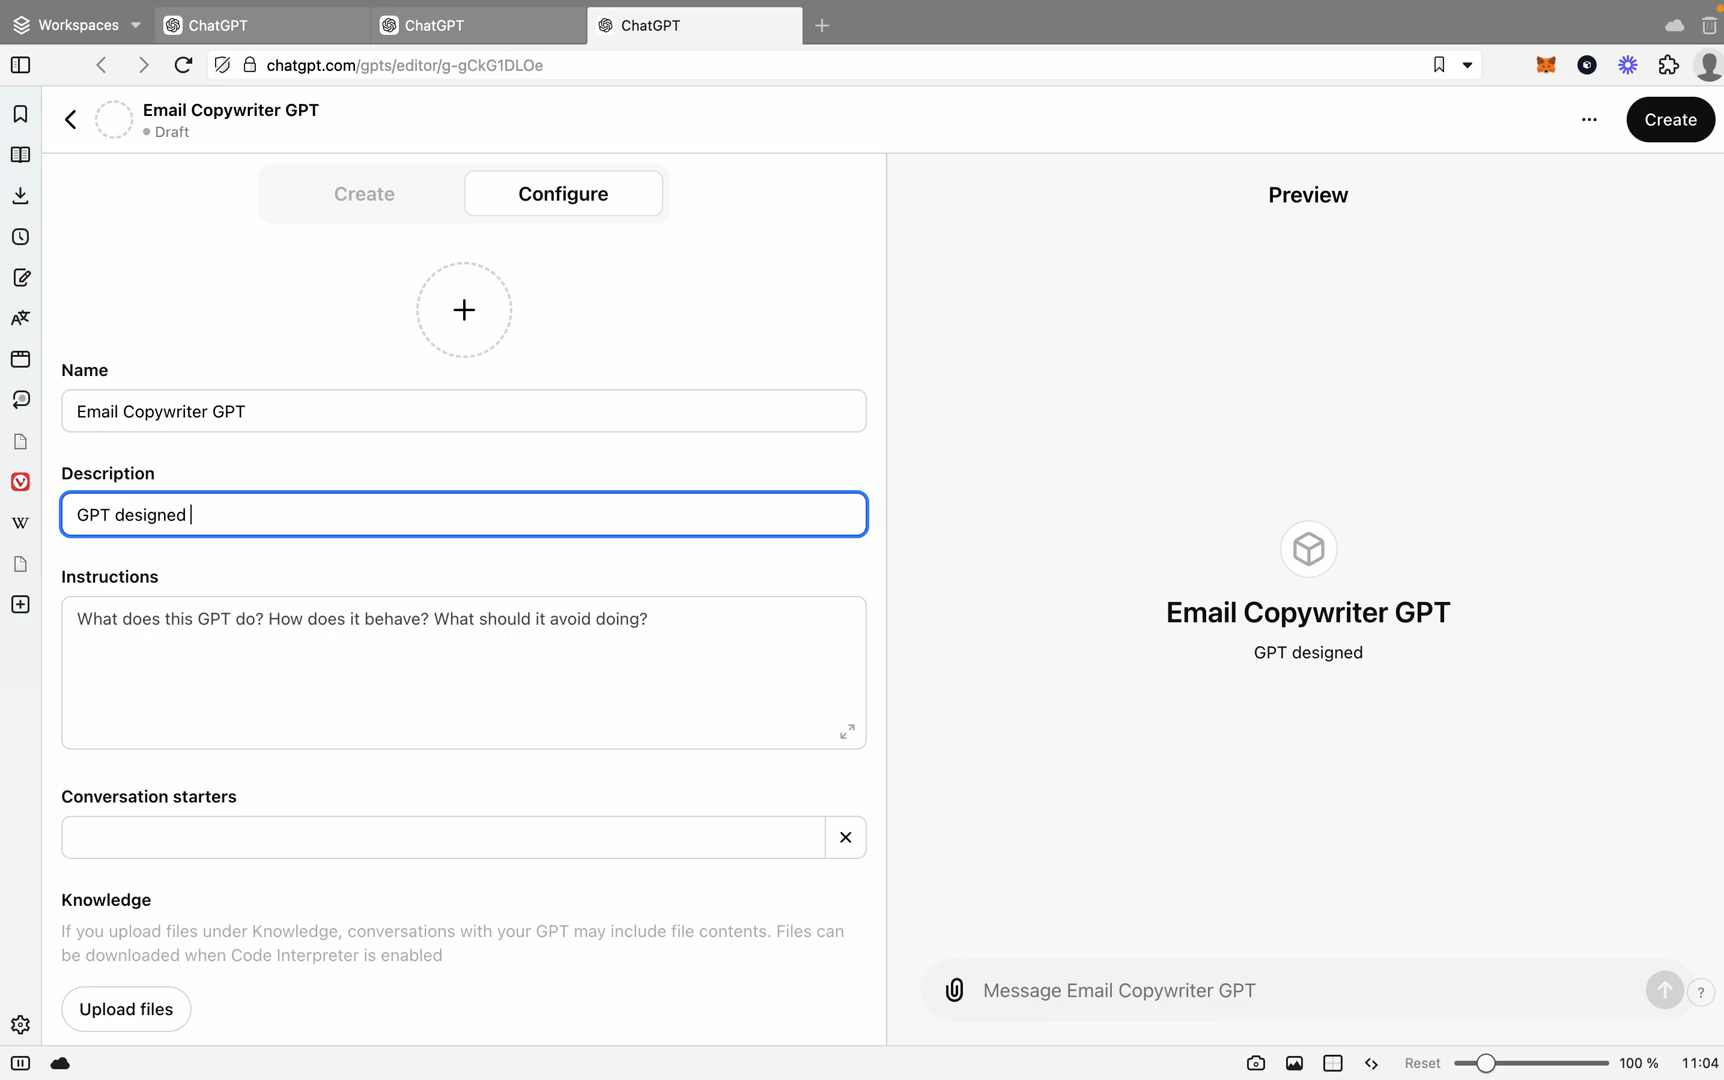 Workspaces
ChatGPT
ChatGPT
ChatGPT
chatgpt.com/gpts/editor/g-gCkG1DLOe
Email Copywriter GPT
Draft
Create
Create
Configure
Preview
Name
Email Copywriter GPT
Description
GPT designed
Instructions
What does this GPT do? How does it behave? What should it avoid doing?
Email Copywriter GPT
GPT designed
Conversation starters
Knowledge
If you upload files under Knowledge, conversations with your GPT may include file contents. Files can
be downloaded when Code Interpreter is enabled
Upload files
Message Email Copywriter GPT
?
W
Reset
100 %
11:04